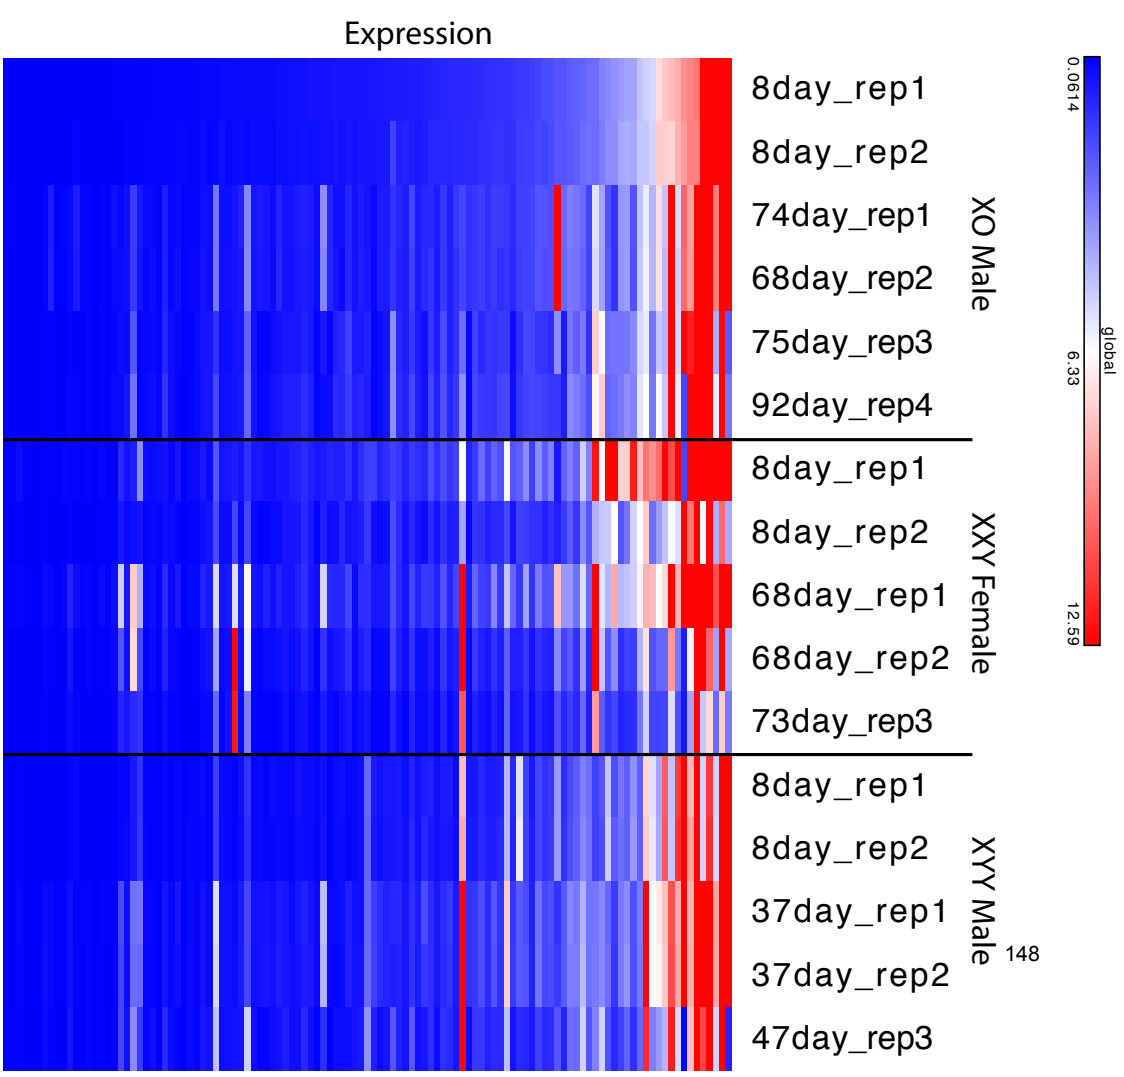 Expression
8day_rep1
8day_rep2
74day_rep1
68day_rep2
75day_rep3
92day_rep4
XO Male
8day_rep1
8day_rep2
68day_rep1
68day_rep2
73day_rep3
XXY Female
8day_rep1
8day_rep2
37day_rep1
37day_rep2
47day_rep3
XYY Male
148
global
0.0614
6.33
12.59